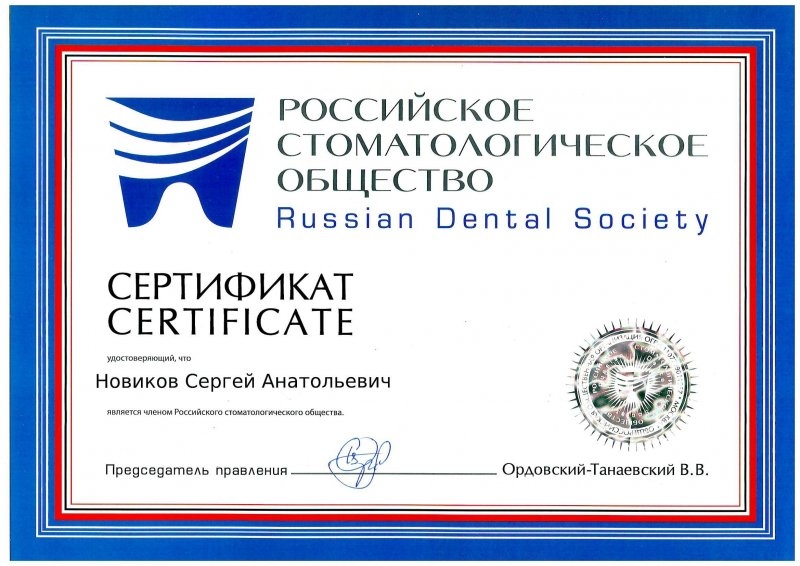 РОССИЙСКОЕ
СТОМАТОЛОГИЧЕСКОЕ
ОБЩЕСТВО
Russian Dental Society
СЕРТИФИКАТ
CERTIFICATE
удостоверяющий, что
Новиков Сергей Анатольевич
является членом Российского стоматологического общества.
Председатель правления
Ордовский-Танаевский В.В.